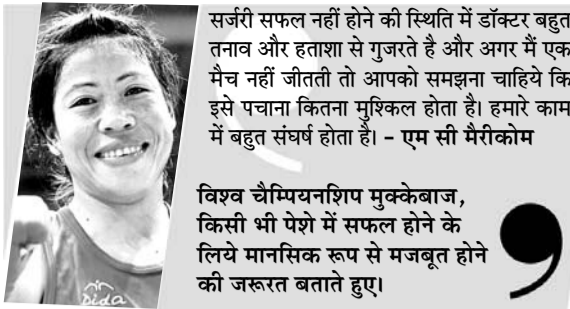 सर्जरी सफल नहीं होने की स्थिति में डॉक्टर बहुत
तनाव और हताशा से गुजरते है और अगर मैं एक
मैच नहीं जीतती तो आपको समझना चाहिये कि
इसे पचाना कितना मुश्किल होता है। हमारे काम
में बहुत संघर्ष होता है। - एम सी मैरीकोम
विश्व चैम्पियनशिप मुक्केबाज,
किसी भी पेशे में सफल होने के
लिये मानसिक रूप से मजबूत होने
की जरूरत बताते हुए।
Dida